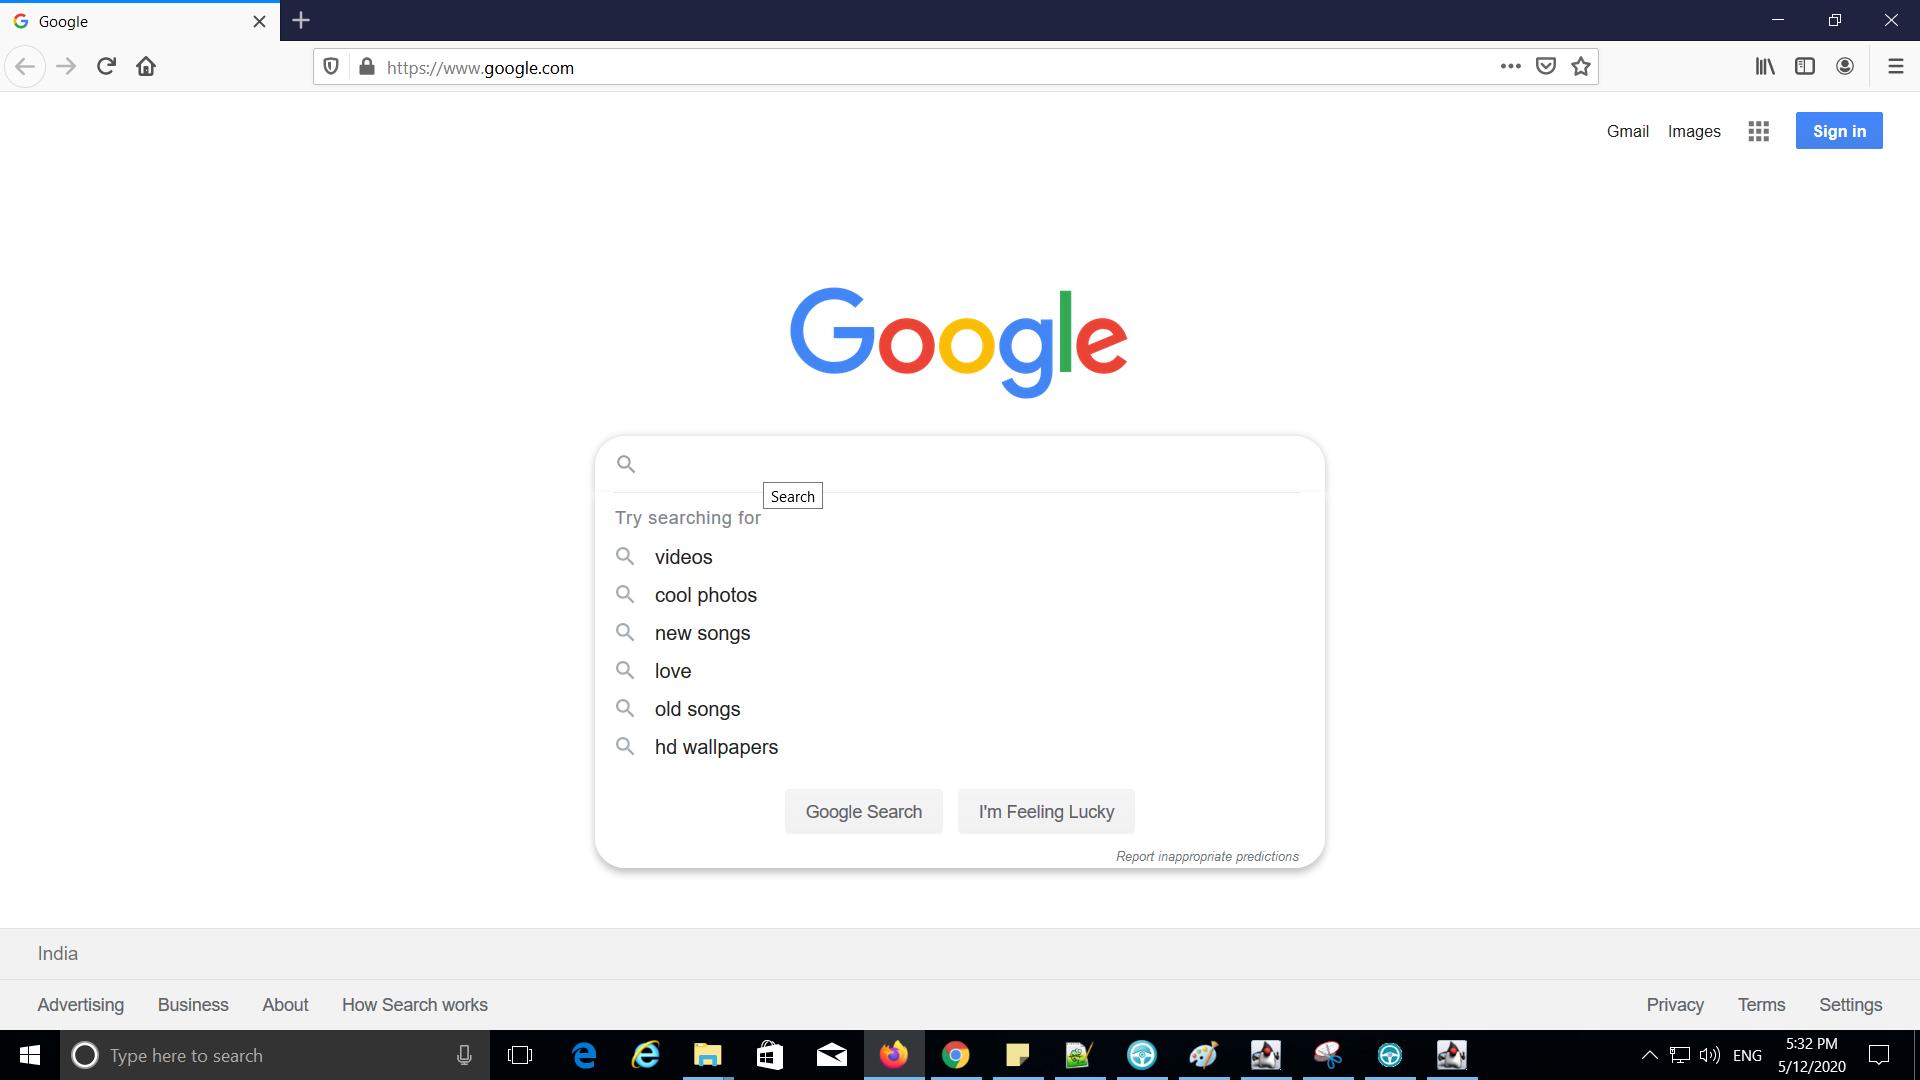 Google
https://www.google.com
Gmail Images Sign in
Google
Search
Try searching for
videos
cool photos
new songs
love
old songs
hd wallpapers
Google Search I'm Feeling Lucky
Report inappropriate predictions
India
Advertising Business About How Search works Privacy Terms Settings
Type here to search ENG 5:32 PM
5/12/2020